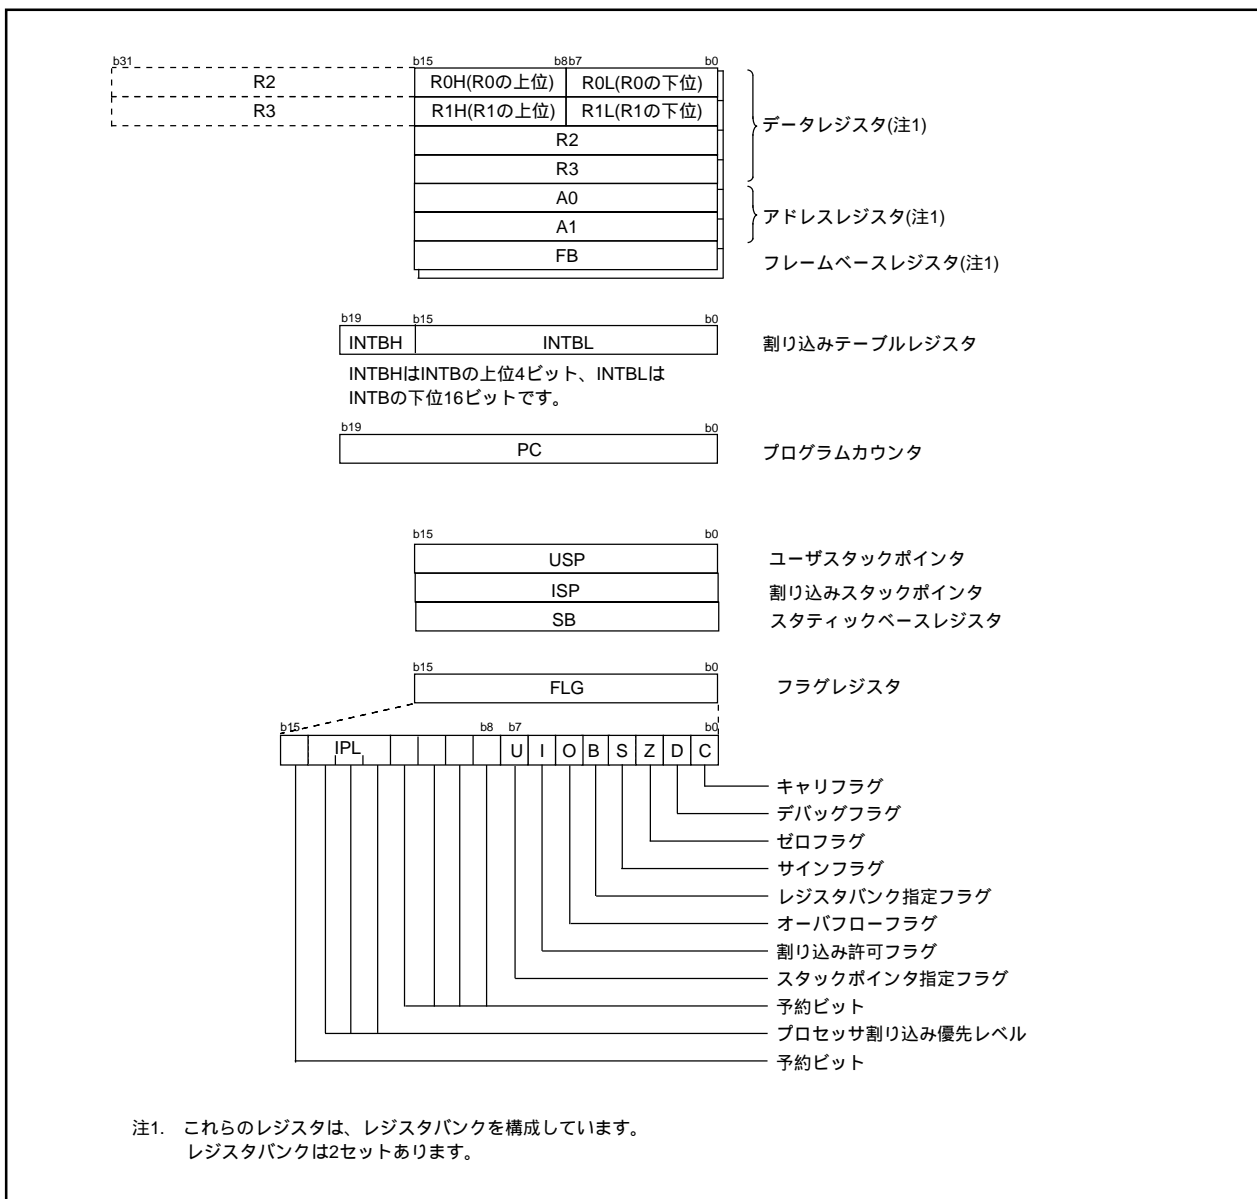 b31 b15 b8b7 b0
R2 R0H(R0の上位) R0L(R0の下位)
R3 R1H(R1の上位) R1L(R1の下位)
データレジスタ(注1)
R2
R3
A0
A1
アドレスレジスタ(注1)
FB フレームベースレジスタ(注1)
b19 b15 b0
INTBH INTBL 割り込みテーブルレジスタ
INTBHはINTBの上位4ビット、INTBLは
INTBの下位16ビットです。
b19 b0
PC プログラムカウンタ
b15 b0
USP ユーザスタックポインタ
ISP 割り込みスタックポインタ
SB スタティックベースレジスタ
b15 b0
FLG フラグレジスタ
b15 b8 b7 b0
IPL U I O B S Z D C
キャリフラグ
デバッグフラグ
ゼロフラグ
サインフラグ
レジスタバンク指定フラグ
オーバフローフラグ
割り込み許可フラグ
スタックポインタ指定フラグ
予約ビット
プロセッサ割り込み優先レベル
予約ビット
注1. これらのレジスタは、レジスタバンクを構成しています。
レジスタバンクは2セットあります。